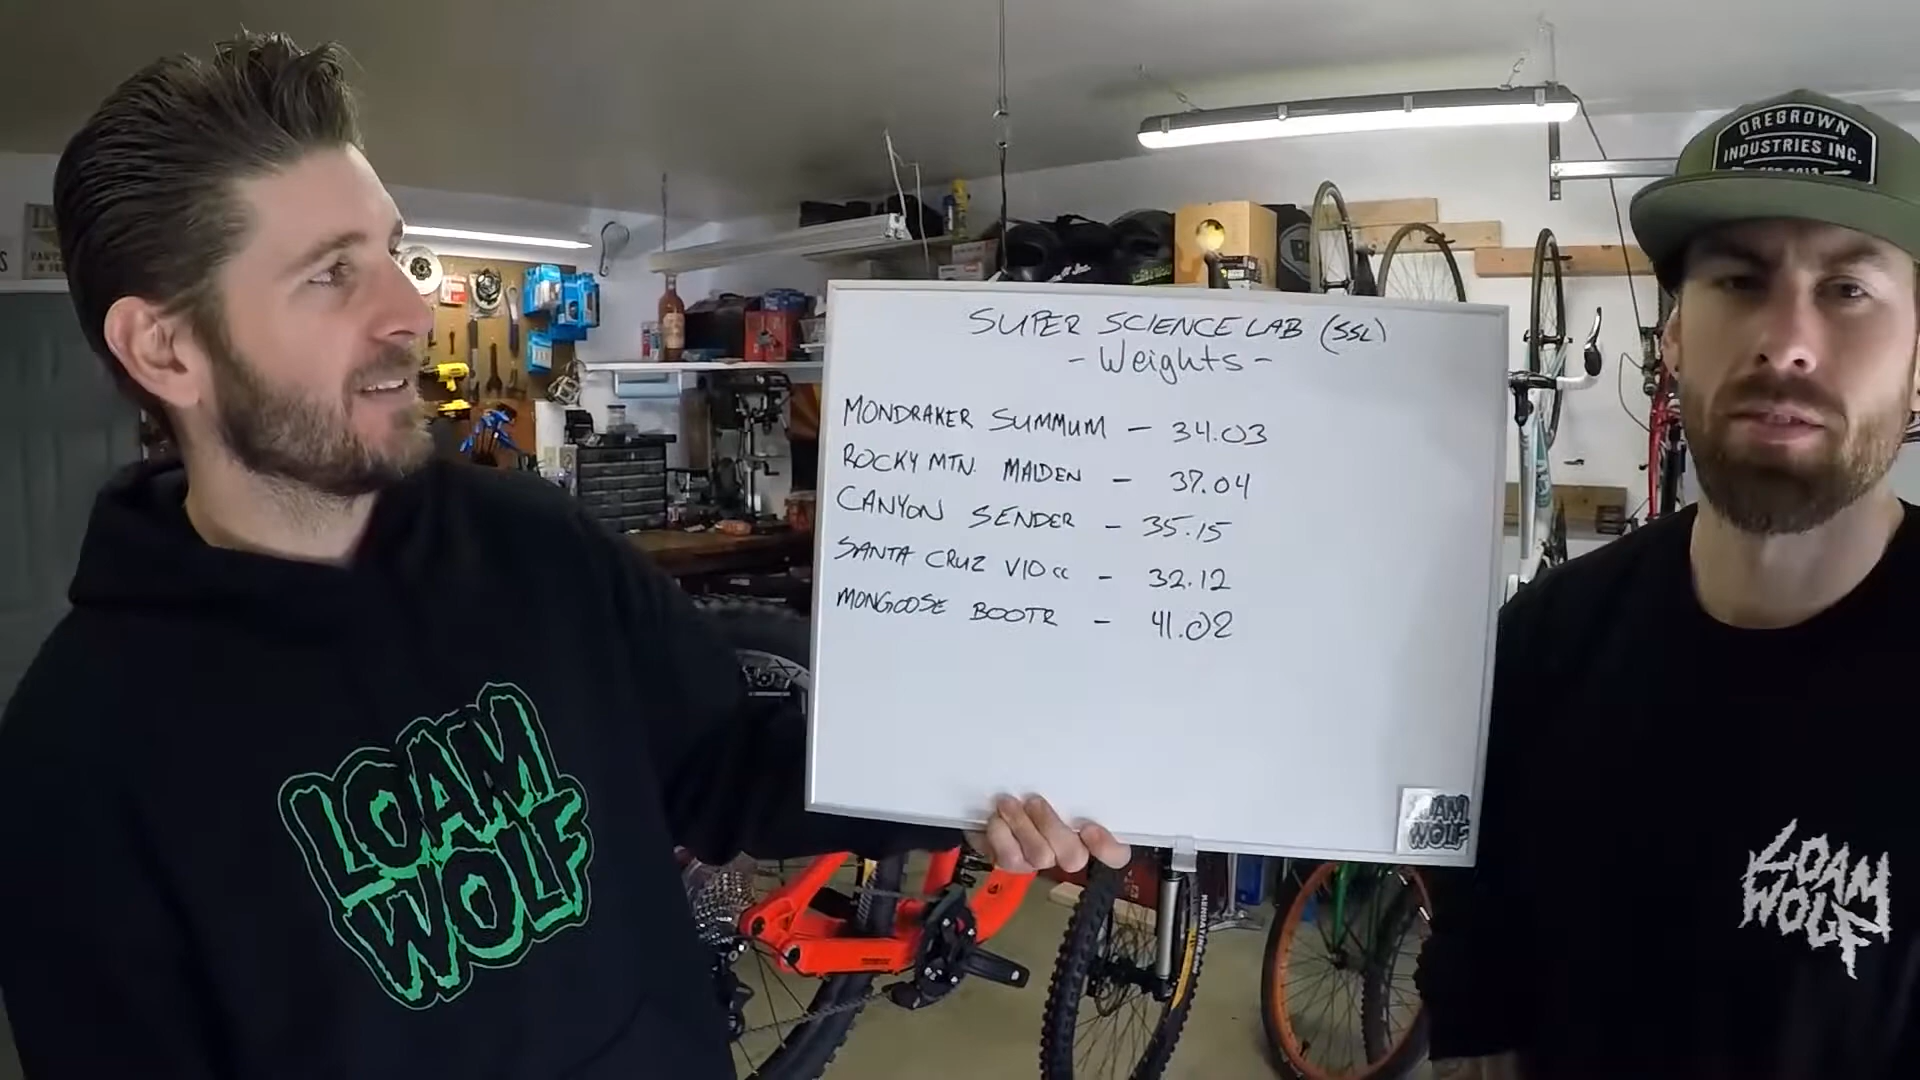 OREGROWN
INDUSTRIES INC.
SUPER SCIENCE LAB (SSL)
- Weights -
MONDRAKER SUMMUM - 34.03
ROCKY MTN. MAIDEN - 37.04
CANYON SENDER - 35.15
SANTA CRUZ V10 cc - 32.12
MONGOOSE BOOTR - 41.02
LOAM
WOLF
LOAM
WOLF
LOAM
WOLF